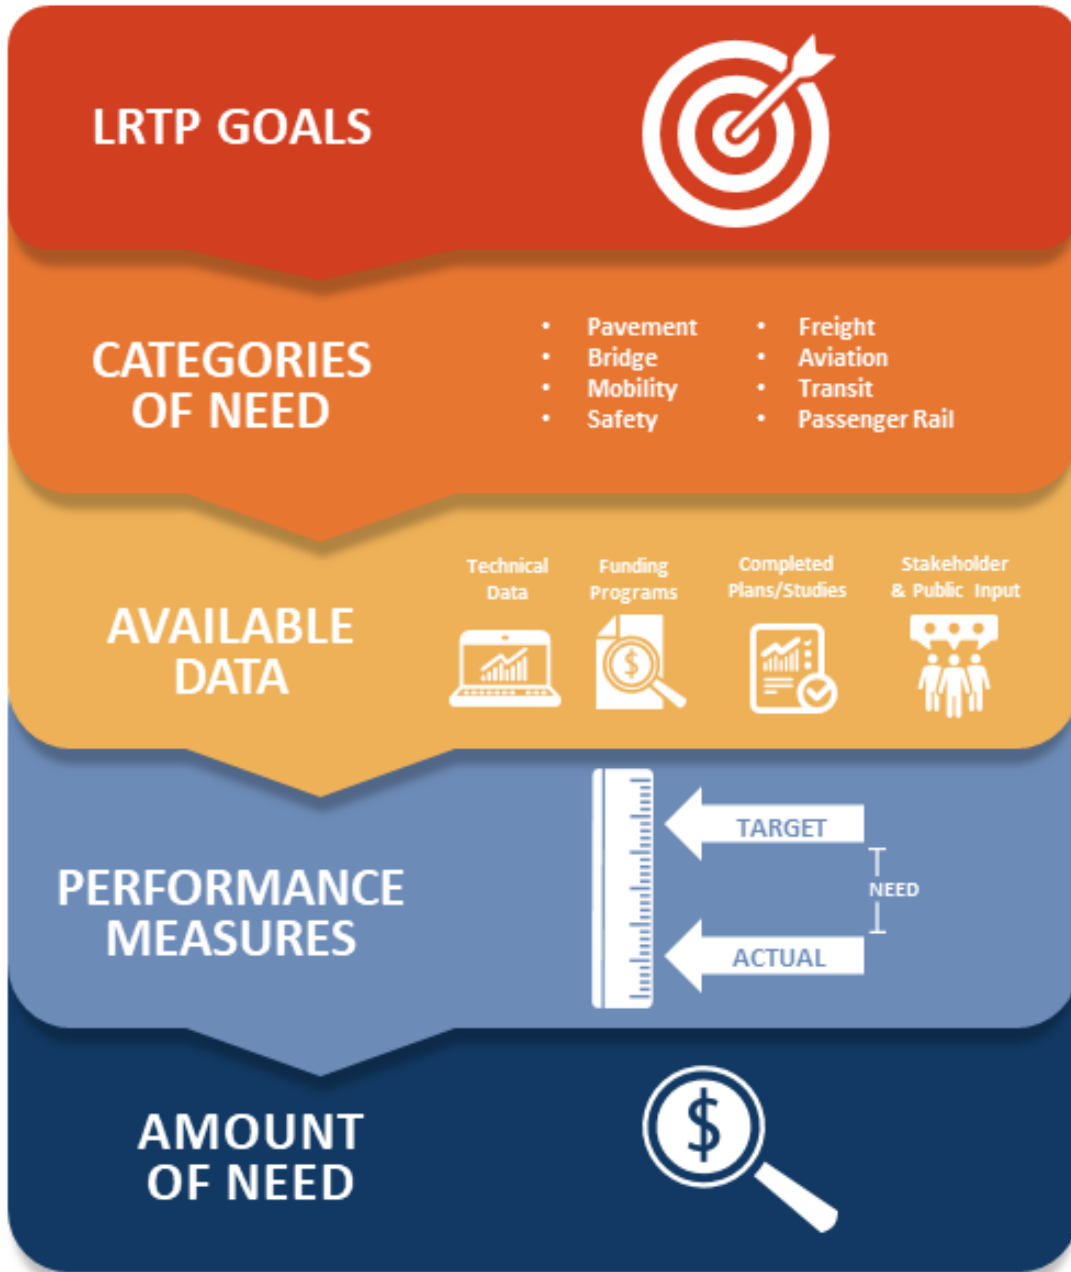 LRTP GOALS
CATEGORIES
OF NEED
• Pavement
• Bridge
• Mobility
• Safety
• Freight
• Aviation
• Transit
• Passenger Rail
AVAILABLE
DATA
Technical
Data
Funding
Programs
$
Completed
Plans/Studies
Stakeholder
& Public Input
PERFORMANCE
MEASURES
TARGET
NEED
ACTUAL
AMOUNT
OF NEED
$